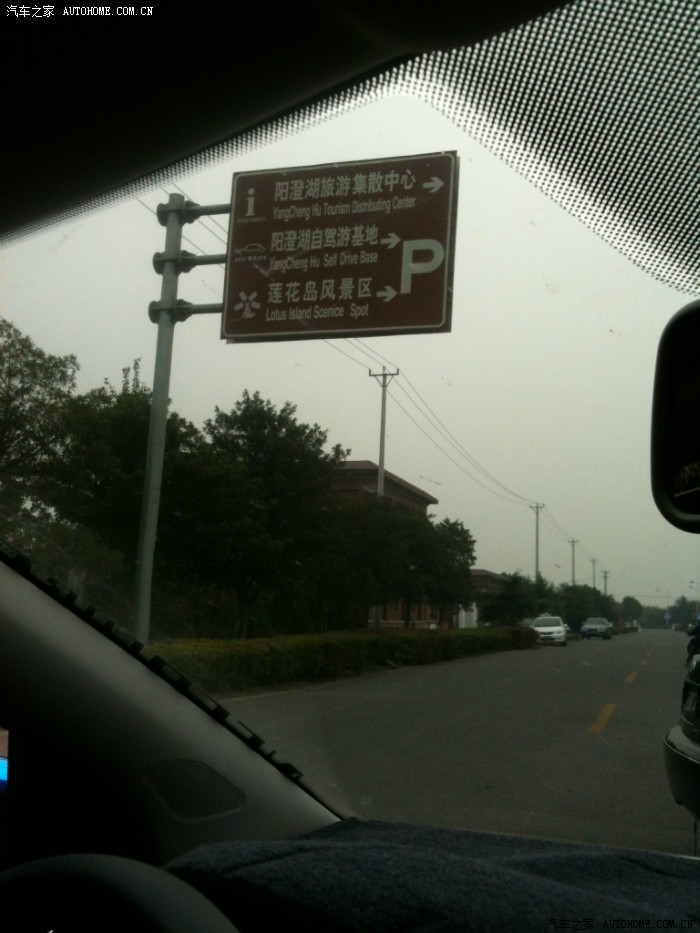 汽车之家 AUTOHOME.COM.CN
阳澄湖旅游集散中心
YangCheng Hu Tourism Distributing Center
阳澄湖自驾游基地
YangCheng Hu Self Drive Base
P
莲花岛风景区
Lotus Island Scenice Spot
汽车之家 AUTOHOME.COM.CN